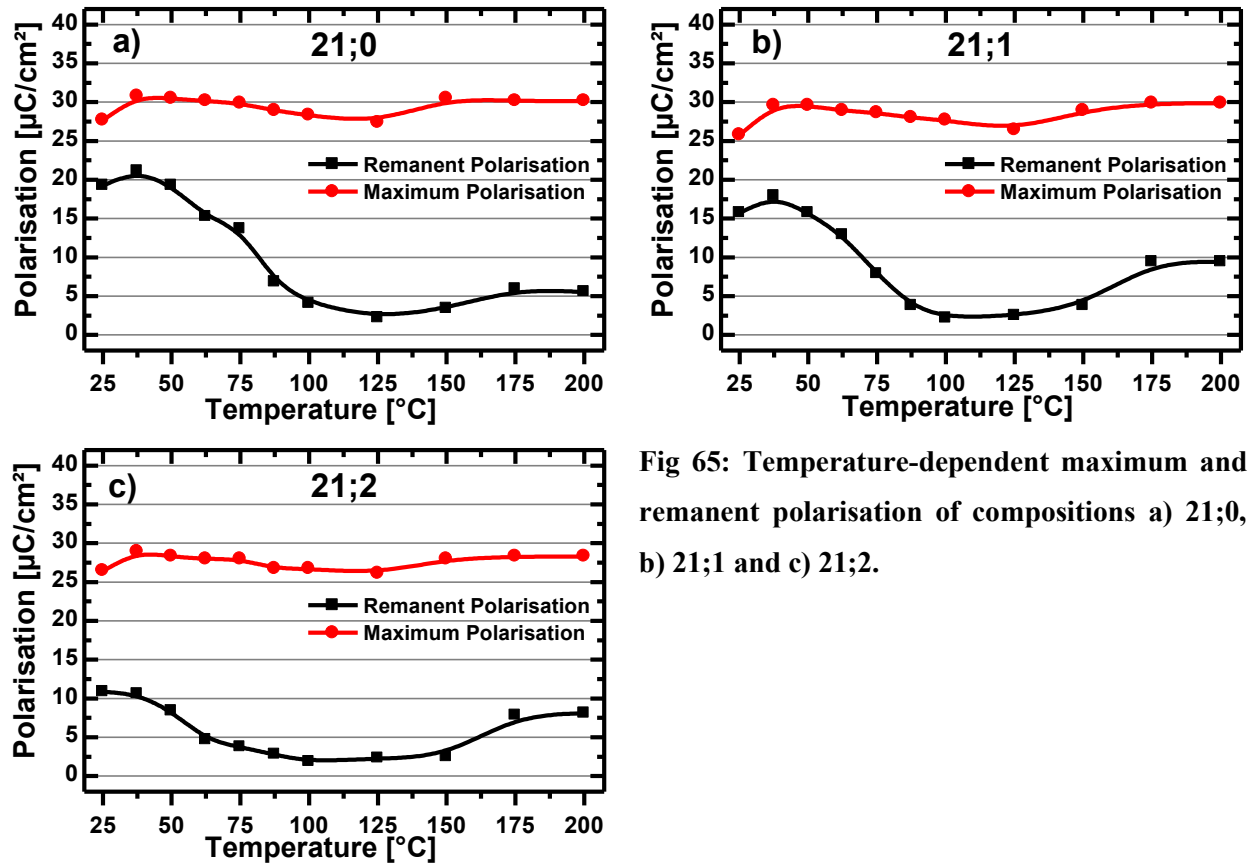 a) 21;0
Polarisation [µC/cm²]
40
35
30
25
20
15
10
5
0
Remanent Polarisation
Maximum Polarisation
25 50 75 100 125 150 175 200
Temperature [°C]
b) 21;1
Polarisation [µC/cm²]
40
35
30
25
20
15
10
5
0
Remanent Polarisation
Maximum Polarisation
25 50 75 100 125 150 175 200
Temperature [°C]
c) 21;2
Polarisation [µC/cm²]
40
35
30
25
20
15
10
5
0
Remanent Polarisation
Maximum Polarisation
25 50 75 100 125 150 175 200
Temperature [°C]
Fig 65: Temperature-dependent maximum and
remanent polarisation of compositions a) 21;0,
b) 21;1 and c) 21;2.